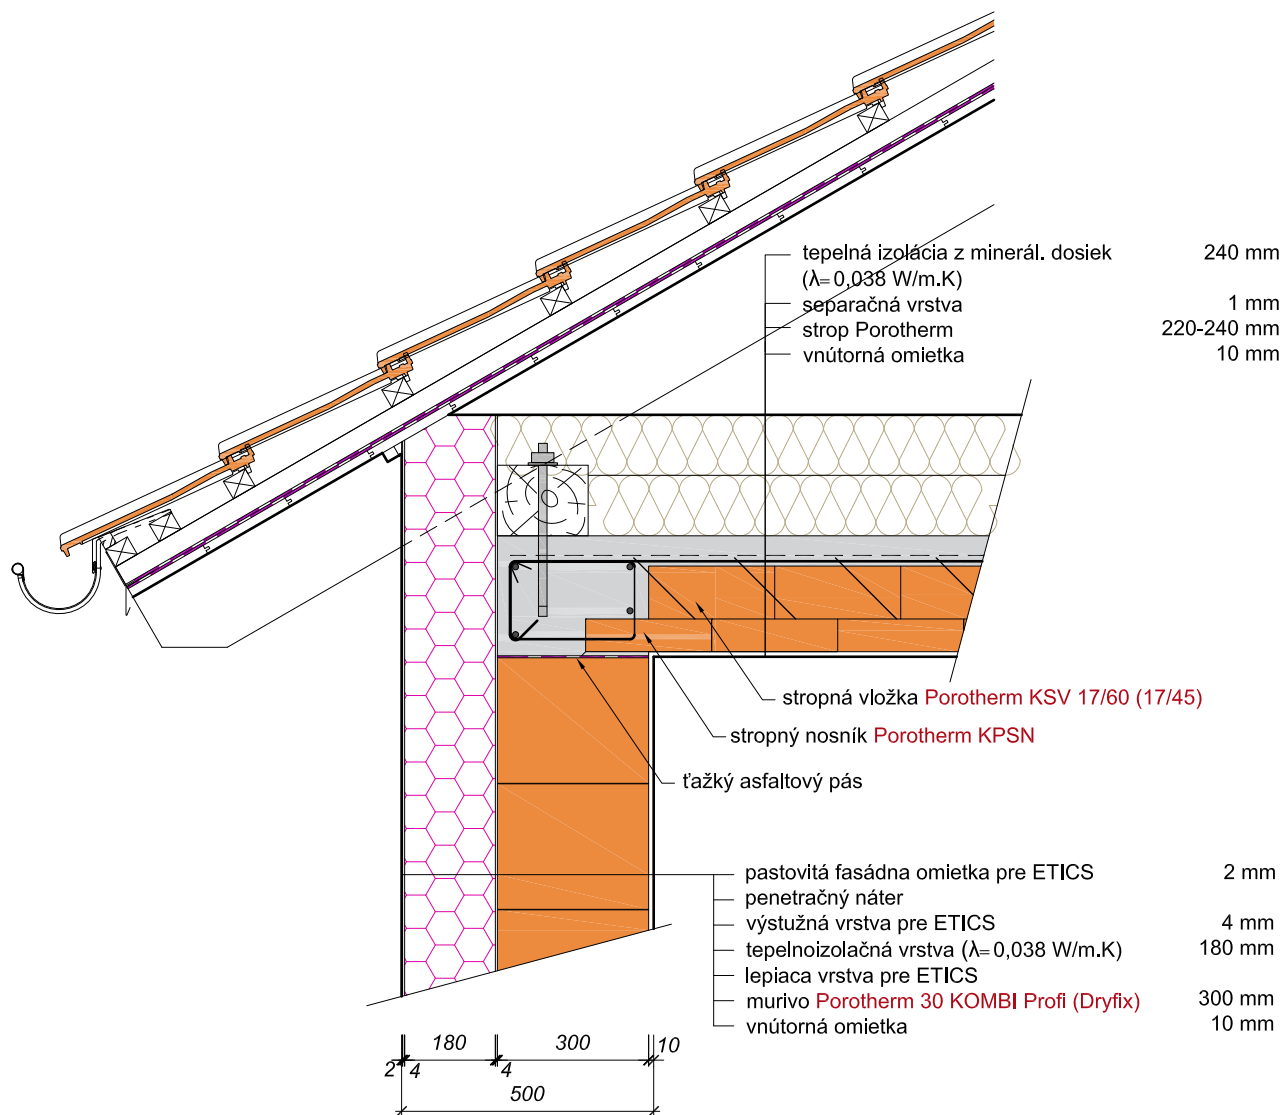 tepelná izolácia z minerál. dosiek 240 mm
(λ=0,038 W/m.K)
separačná vrstva 1 mm
strop Porotherm 220-240 mm
vnútorná omietka 10 mm
stropná vložka Porotherm KSV 17/60 (17/45)
stropný nosník Porotherm KPSN
ťažký asfaltový pás
pastovitá fasádna omietka pre ETICS 2 mm
penetračný náter
výstužná vrstva pre ETICS 4 mm
tepelnoizolačná vrstva (λ=0,038 W/m.K) 180 mm
lepiaca vrstva pre ETICS
murivo Porotherm 30 KOMBI Profi (Dryfix) 300 mm
vnútorná omietka 10 mm
180 300 10
2 4 4
500